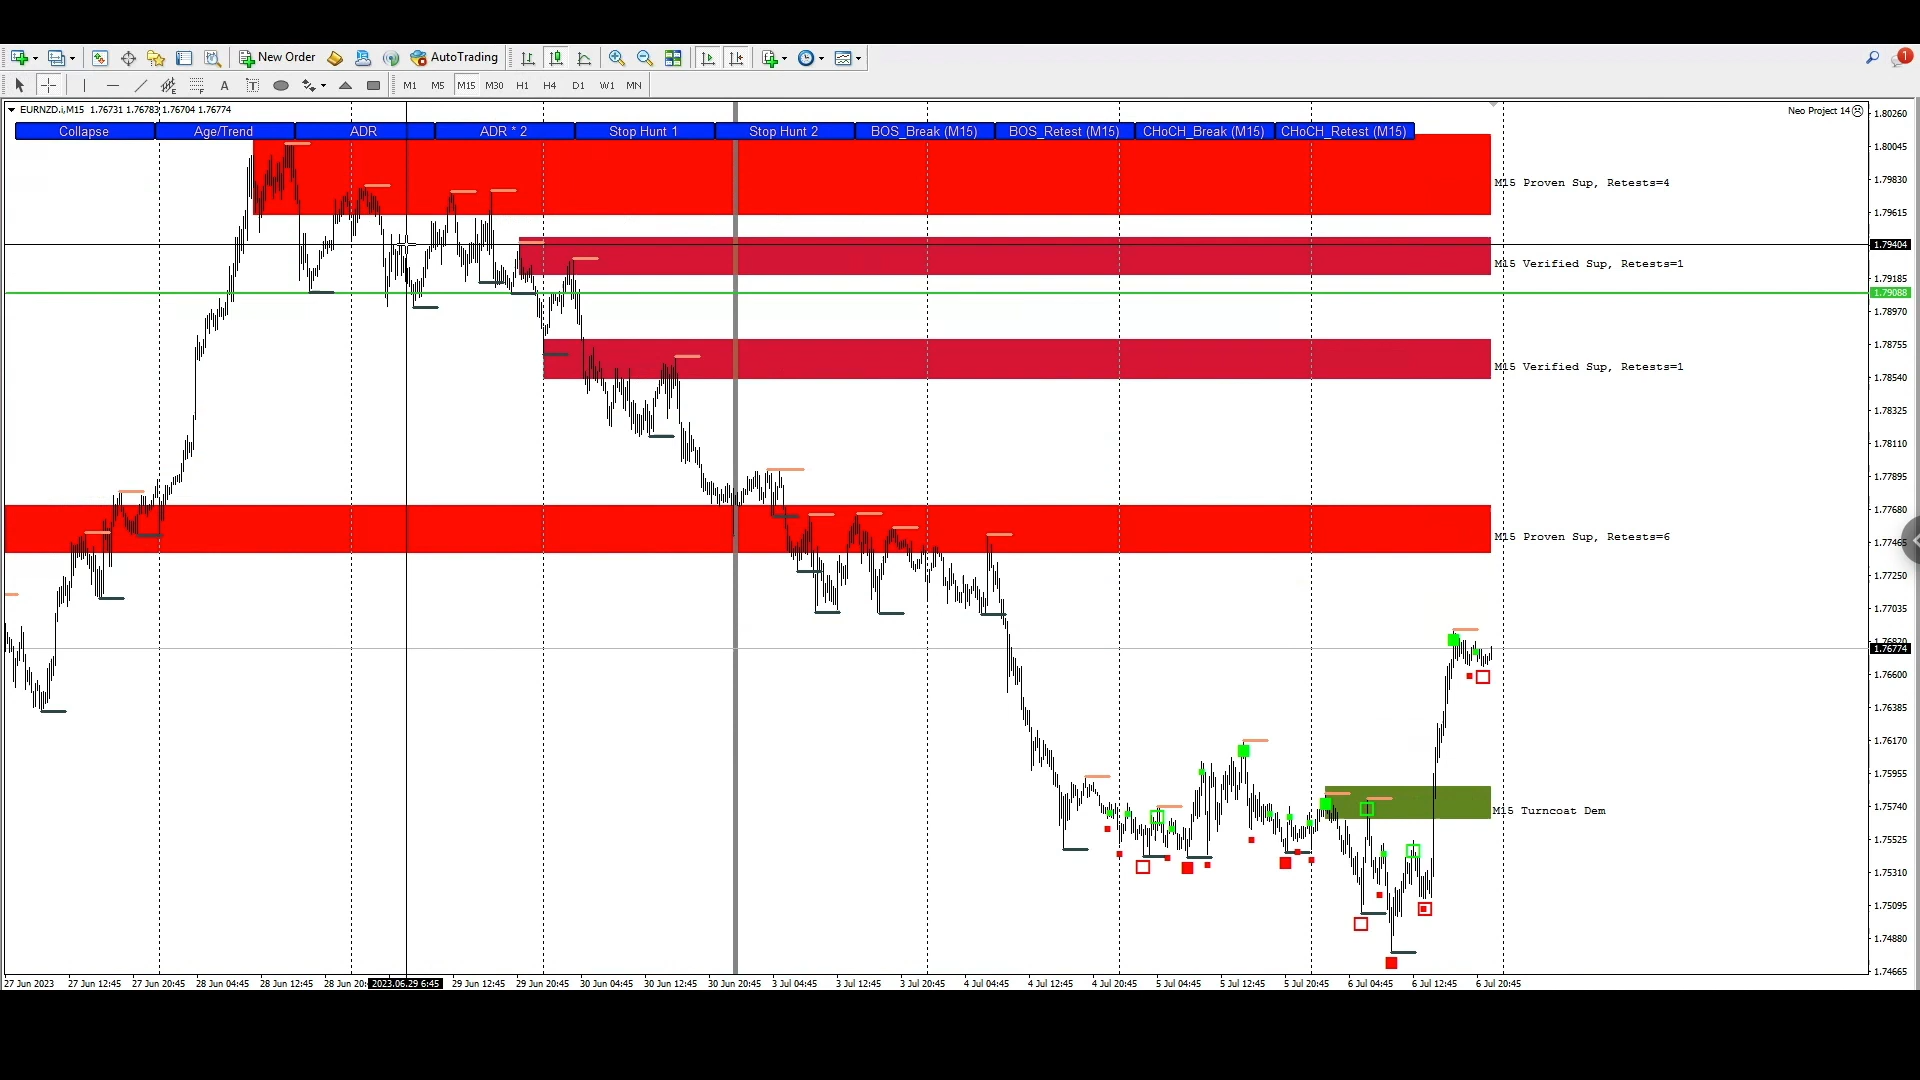 New Order AutoTrading
1
A T M1 M5 M15 M30 H1 H4 D1 W1 MN
EURNZD.i,M15 1.76731 1.76783 1.76704 1.76774
Neo Project 14
1.80260
Collapse Age/Trend ADR ADR * 2 Stop Hunt 1 Stop Hunt 2 BOS_Break (M15) BOS_Retest (M15) CHoCH_Break (M15) CHoCH_Retest (M15)
1.80045
M15 Proven Sup, Retests=4
1.79830
1.79615
1.79404
M15 Verified Sup, Retests=1
1.79185
1.79088
1.78970
1.78755
M15 Verified Sup, Retests=1
1.78540
1.78325
1.78110
1.77895
1.77680
M15 Proven Sup, Retests=6
1.77465
1.77250
1.77035
1.76820
1.76774
1.76600
1.76385
1.76170
1.75955
M15 Turncoat Dem
1.75740
1.75525
1.75310
1.75095
1.74880
1.74665
27 Jun 2023 27 Jun 12:45 27 Jun 20:45 28 Jun 04:45 28 Jun 12:45 28 Jun 20: 2023.06.29 6:45 29 Jun 12:45 29 Jun 20:45 30 Jun 04:45 30 Jun 12:45 30 Jun 20:45 3 Jul 04:45 3 Jul 12:45 3 Jul 20:45 4 Jul 04:45 4 Jul 12:45 4 Jul 20:45 5 Jul 04:45 5 Jul 12:45 5 Jul 20:45 6 Jul 04:45 6 Jul 12:45 6 Jul 20:45